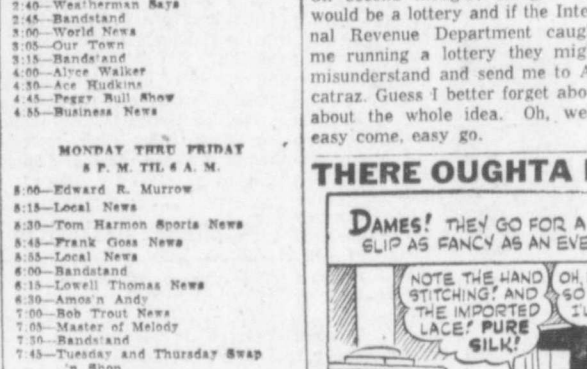 2:40—Weatherman Says
2:45—Bandstand
3:00—World News
3:05—Our Town
3:15—Bandstand
4:00—Alyce Walker
4:30—Ace Hudkins
4:45—Peggy Bull Show
4:55—Business News
MONDAY THRU FRIDAY
5 P. M. TIL 6 A. M.
5:00—Edward R. Murrow
5:15—Local News
5:30—Tom Harmon Sports News
5:45—Frank Goss News
5:55—Local News
6:00—Bandstand
6:15—Lowell Thomas News
6:30—Amos'n Andy
7:00—Bob Trout News
7:05—Master of Melody
7:30—Bandstand
7:45—Tuesday and Thursday Swap
'n Shop
would be a lottery and if the Inte
nal Revenue Department caug
me running a lottery they mig
misunderstand and send me to A
catraz. Guess I better forget abo
about the whole idea. Oh, we
easy come, easy go.
THERE OUGHTA
DAMES! THEY GO FOR A
SLIP AS FANCY AS AN EVE
NOTE THE HAND
STITCHING! AND
THE IMPORTED
LACE! PURE
SILK!
OH,
SO
I'L